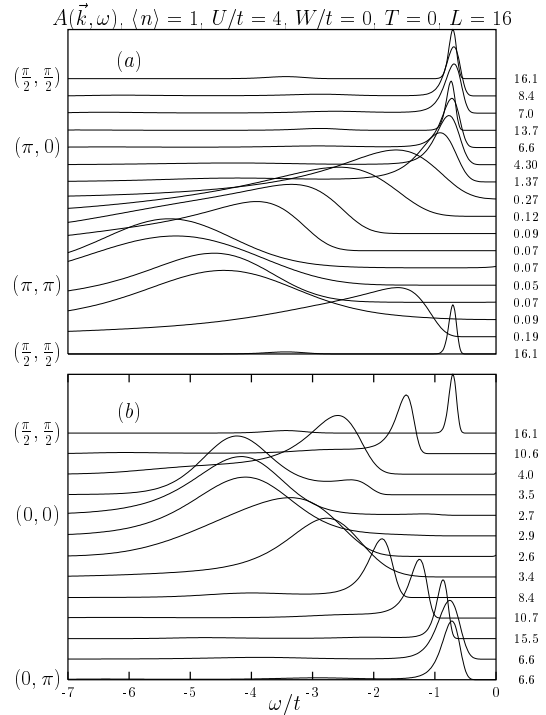 A(k⃗,ω), ⟨n⟩ = 1, U/t = 4, W/t = 0, T = 0, L = 16
(a)
(π/2, π/2)
(π, 0)
(π, π)
(π/2, π/2)
16.1
8.4
7.0
13.7
6.6
4.30
1.37
0.27
0.12
0.09
0.07
0.07
0.05
0.07
0.09
0.19
16.1
(b)
(π/2, π/2)
(0, 0)
(0, π)
16.1
10.6
4.0
3.5
2.7
2.9
2.6
3.4
8.4
10.7
15.5
6.6
6.6
-7 -6 -5 -4 -3 -2 -1 0
ω/t